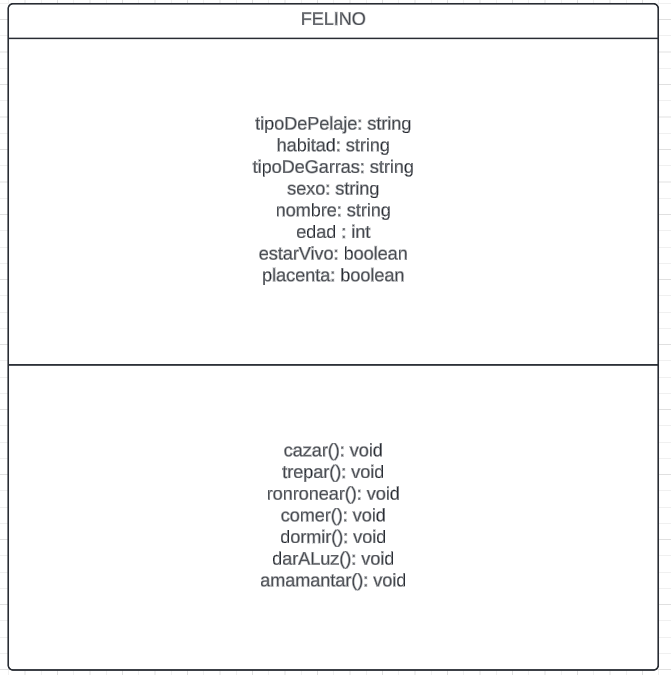 FELINO
tipoDePelaje: string
habitad: string
tipoDeGarras: string
sexo: string
nombre: string
edad : int
estarVivo: boolean
placenta: boolean
cazar(): void
trepar(): void
ronronear(): void
comer(): void
dormir(): void
darALuz(): void
amamantar(): void